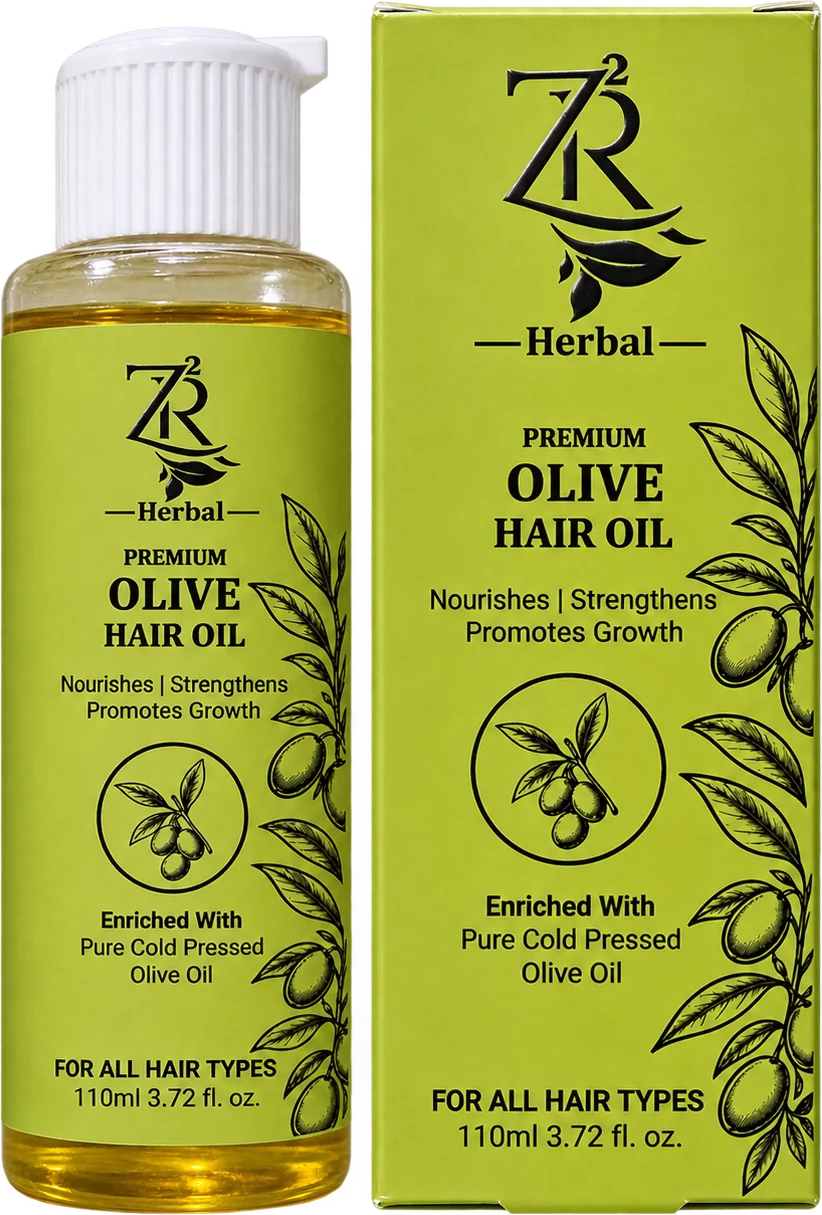 Z²R
Herbal
PREMIUM
OLIVE
HAIR OIL
Nourishes | Strengthens
Promotes Growth
Enriched With
Pure Cold Pressed
Olive Oil
FOR ALL HAIR TYPES
110ml 3.72 fl. oz.
Z²R
Herbal
PREMIUM
OLIVE
HAIR OIL
Nourishes | Strengthens
Promotes Growth
Enriched With
Pure Cold Pressed
Olive Oil
FOR ALL HAIR TYPES
110ml 3.72 fl. oz.